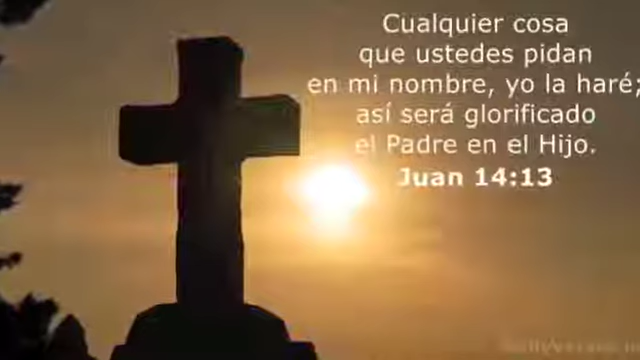 Cualquier cosa
que ustedes pidan
en mi nombre, yo la haré;
así será glorificado
el Padre en el Hijo.
Juan 14:13